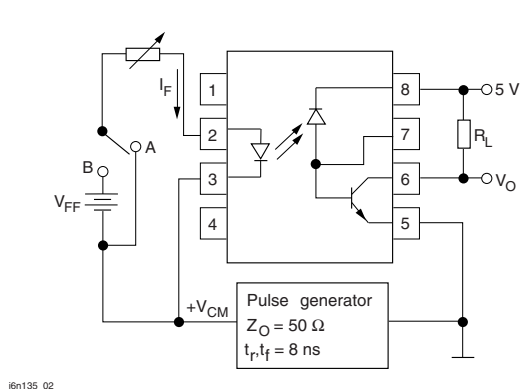 I_F
1
2
3
4
8
7
6
5
5 V
R_L
V_O
A
B
V_FF
+V_CM
Pulse generator
Z_O = 50 Ω
t_r,t_f = 8 ns
i6n135_02